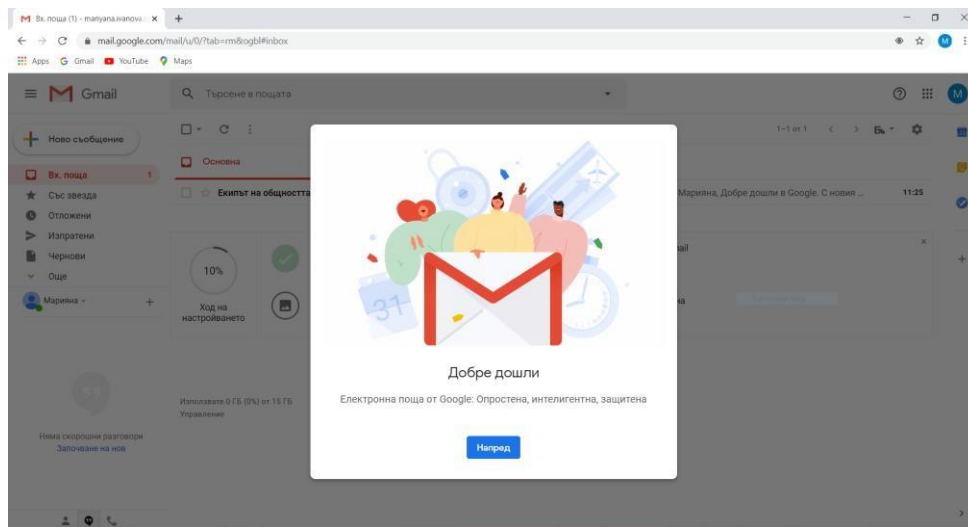 Вх. поща (1) - maryana.ivanova
mail.google.com/mail/u/0/?tab=rm&ogbl#inbox
M
Apps Gmail YouTube Maps
Gmail
Търсене в пощата
M
Ново съобщение
1–1 от 1
Вх. поща 1
Основна
Със звезда
Екипът на общността
Марияна, Добре дошли в Google. С новия ... 11:25
Отложени
Изпратени
Чернови
Още
10%
Марияна
Ход на
настройването
31
Добре дошли
Електронна поща от Google: Опростена, интелигентна, защитена
Използвате 0 ГБ (0%) от 15 ГБ
Управление
Няма скорошни разговори
Започване на нов
Напред